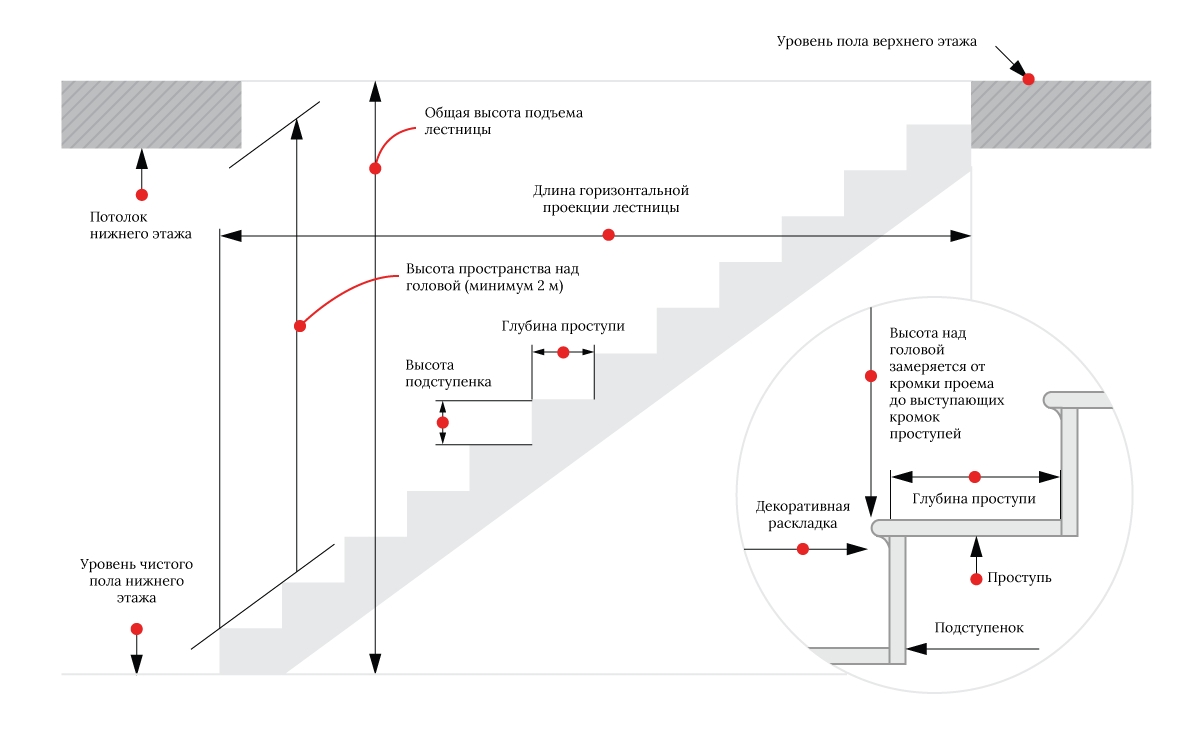 Уровень пола верхнего этажа
Общая высота подъема
лестницы
Длина горизонтальной
проекции лестницы
Потолок
нижнего этажа
Высота пространства над
головой (минимум 2 м)
Глубина проступи
Высота
подступенка
Высота над
головой
замеряется от
кромки проема
до выступающих
кромок
проступей
Глубина проступи
Декоративная
раскладка
Уровень чистого
пола нижнего
этажа
Проступь
Подступенок